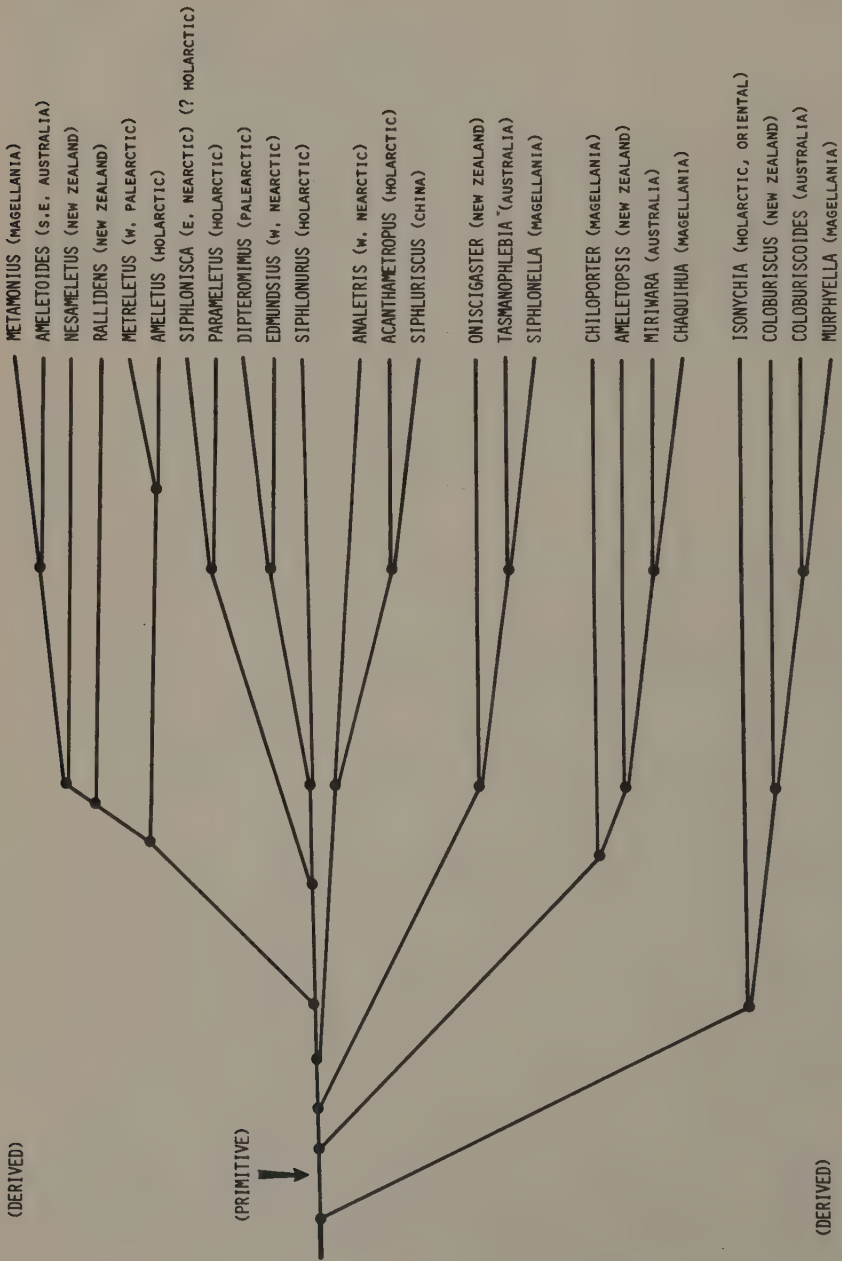 METAMONIUS (MAGELLANIA)
AMELETOIDES (S.E. AUSTRALIA)
NESAMELETUS (NEW ZEALAND)
RALLIDENS (NEW ZEALAND)
METRELETUS (W. PALEARCTIC)
AMELETUS (HOLARCTIC)
SIPHLONISCA (E. NEARCTIC) (? HOLARCTIC)
PARAMELETUS (HOLARCTIC)
DIPTEROMIMUS (PALEARCTIC)
EDMUNDSIUS (W. NEARCTIC)
SIPHLONURUS (HOLARCTIC)
ANALETRIS (W. NEARCTIC)
ACANTHAMETROPUS (HOLARCTIC)
SIPHLURISCUS (CHINA)
ONISCIGASTER (NEW ZEALAND)
TASMANOPHLEBIA (AUSTRALIA)
SIPHLONELLA (MAGELLANIA)
CHILOPORTER (MAGELLANIA)
AMELETOPSIS (NEW ZEALAND)
MIRIWARA (AUSTRALIA)
CHAQUIHUA (MAGELLANIA)
ISONYCHIA (HOLARCTIC, ORIENTAL)
COLOBURISCUS (NEW ZEALAND)
COLOBURISCOIDES (AUSTRALIA)
MURPHYELLA (MAGELLANIA)
(DERIVED)
(PRIMITIVE)
(DERIVED)